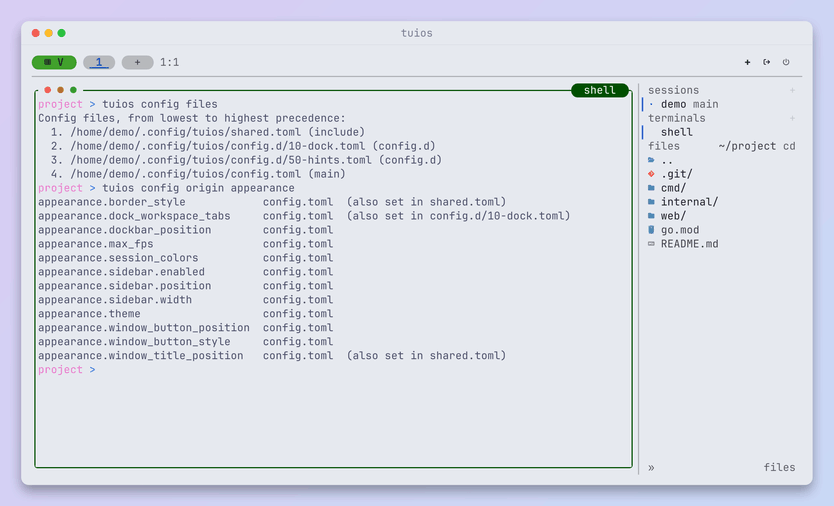 tuios
V 1 + 1:1 +
shell
project > tuios config files
Config files, from lowest to highest precedence:
1. /home/demo/.config/tuios/shared.toml (include)
2. /home/demo/.config/tuios/config.d/10-dock.toml (config.d)
3. /home/demo/.config/tuios/config.d/50-hints.toml (config.d)
4. /home/demo/.config/tuios/config.toml (main)
project > tuios config origin appearance
appearance.border_style config.toml (also set in shared.toml)
appearance.dock_workspace_tabs config.toml (also set in config.d/10-dock.toml)
appearance.dockbar_position config.toml
appearance.max_fps config.toml
appearance.session_colors config.toml
appearance.sidebar.enabled config.toml
appearance.sidebar.position config.toml
appearance.sidebar.width config.toml
appearance.theme config.toml
appearance.window_button_position config.toml
appearance.window_button_style config.toml
appearance.window_title_position config.toml (also set in shared.toml)
project >
sessions +
· demo main
terminals +
shell
files ~/project cd
..
.git/
cmd/
internal/
web/
go.mod
README.md
» files